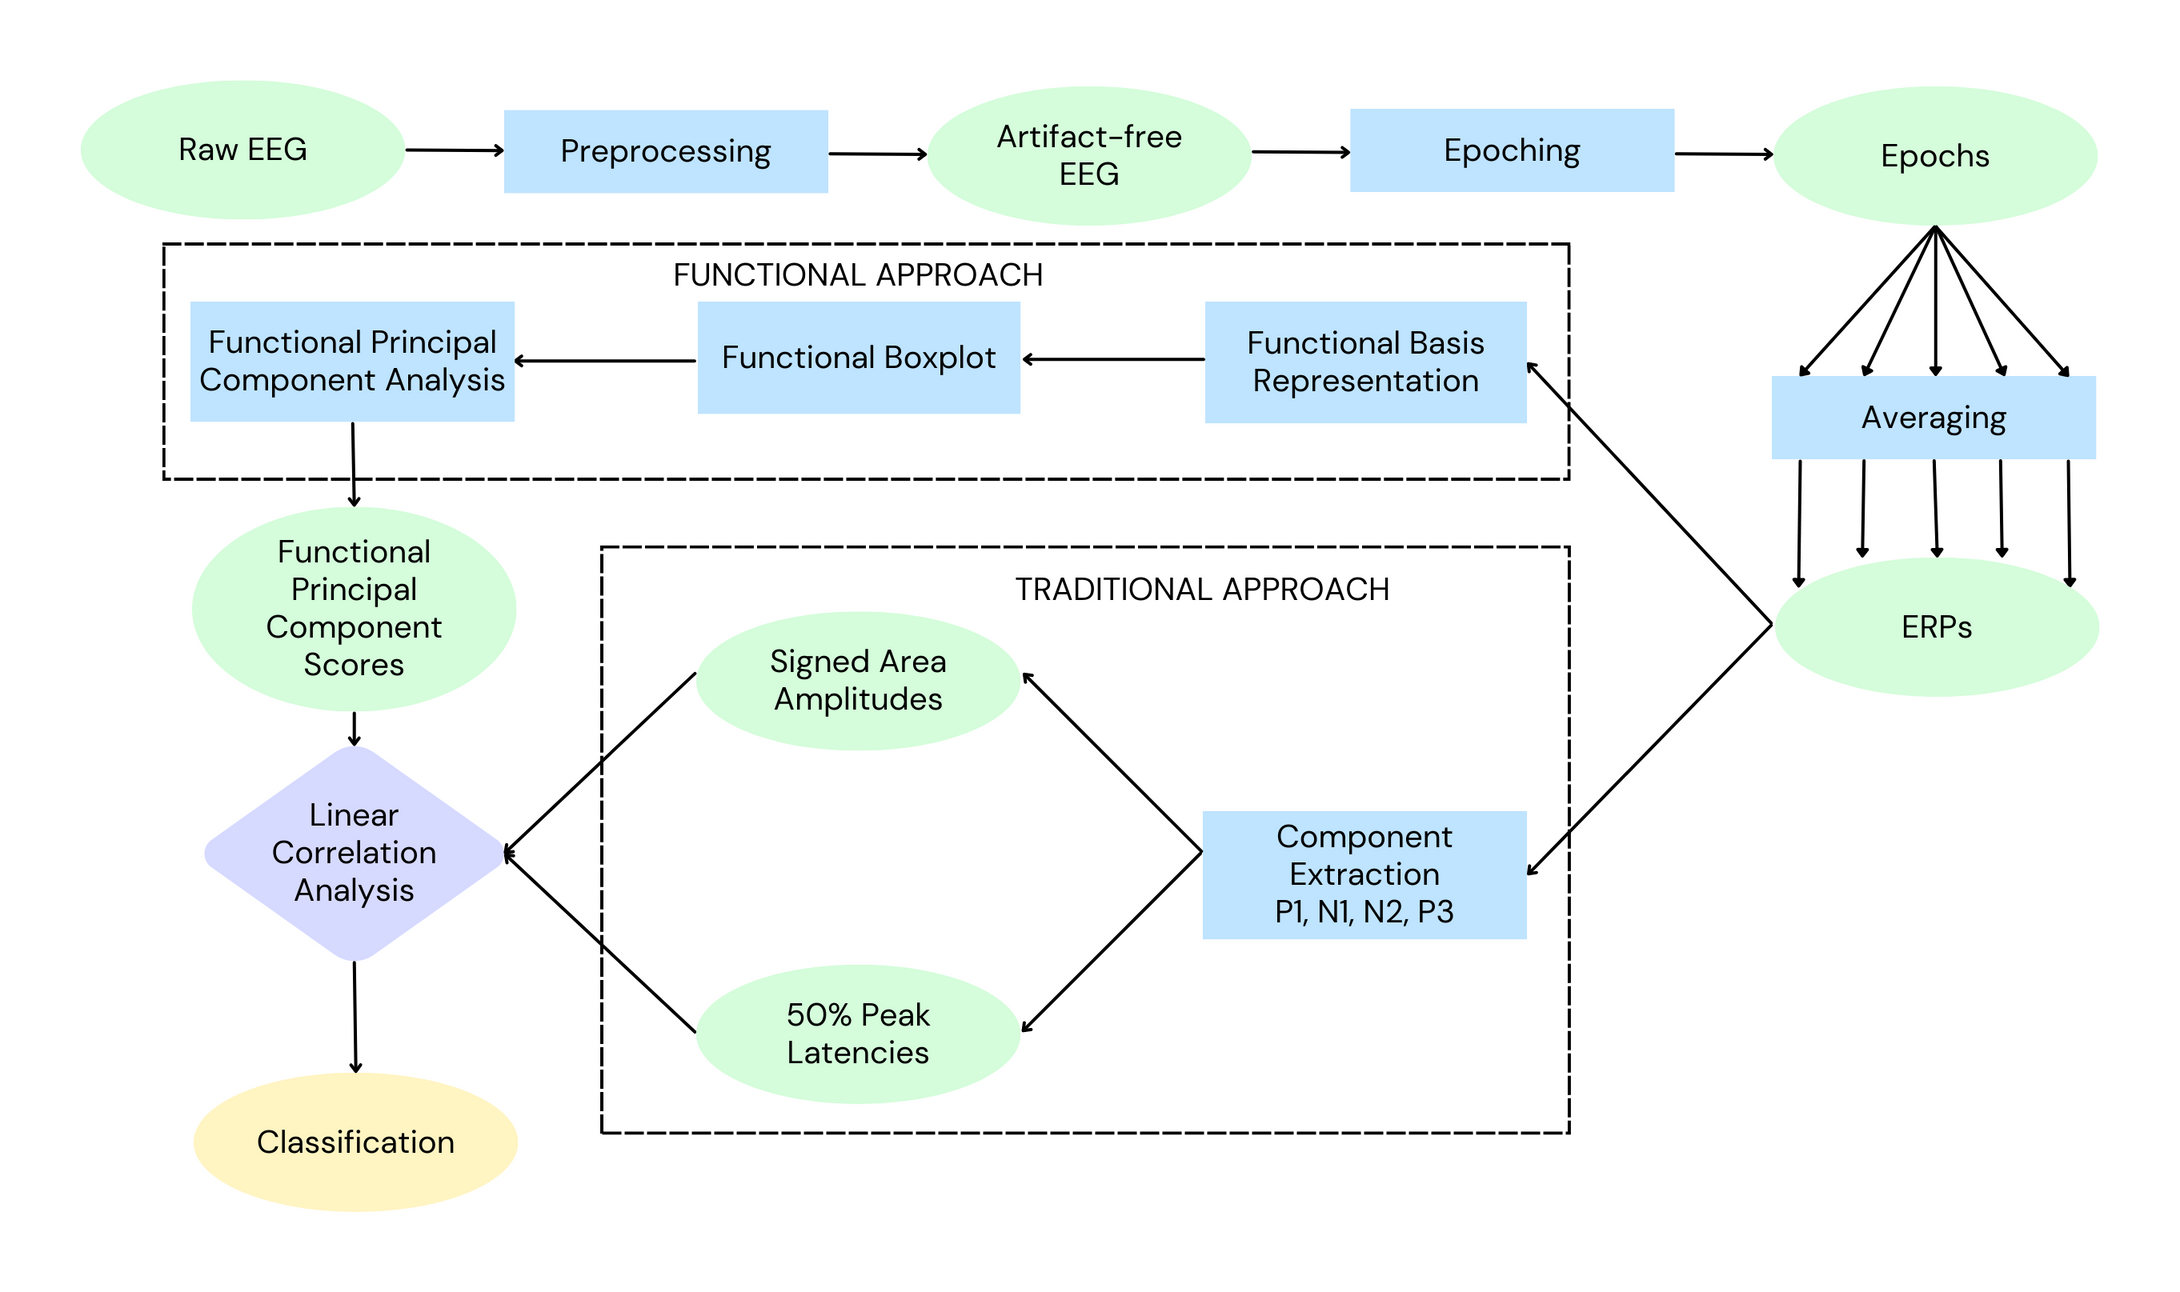 Raw EEG
Preprocessing
Artifact-free
EEG
Epoching
Epochs
FUNCTIONAL APPROACH
Functional Principal
Component Analysis
Functional Boxplot
Functional Basis
Representation
Averaging
Functional
Principal
Component
Scores
TRADITIONAL APPROACH
Signed Area
Amplitudes
ERPs
Linear
Correlation
Analysis
Component
Extraction
P1, N1, N2, P3
50% Peak
Latencies
Classification